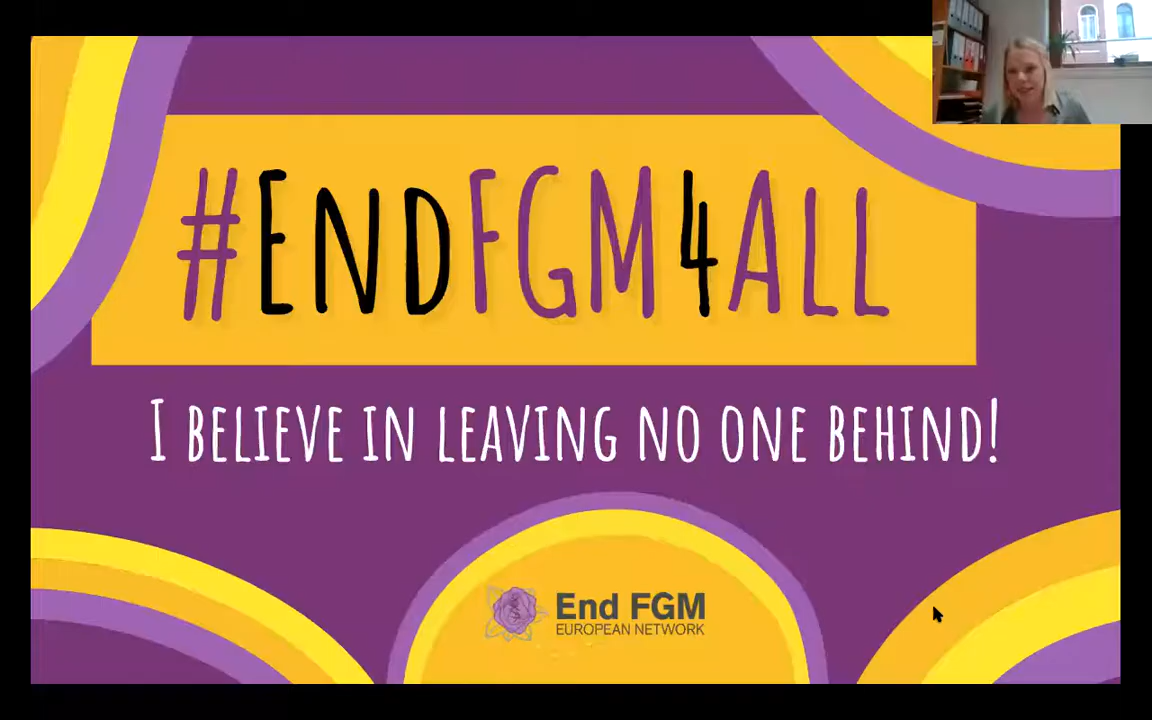 #EndFGM4All
I believe in leaving no one behind!
End FGM
EUROPEAN NETWORK